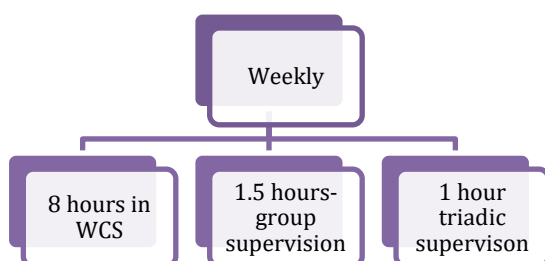 Weekly
8 hours in
WCS
1.5 hours-
group
supervision
1 hour
triadic
supervison